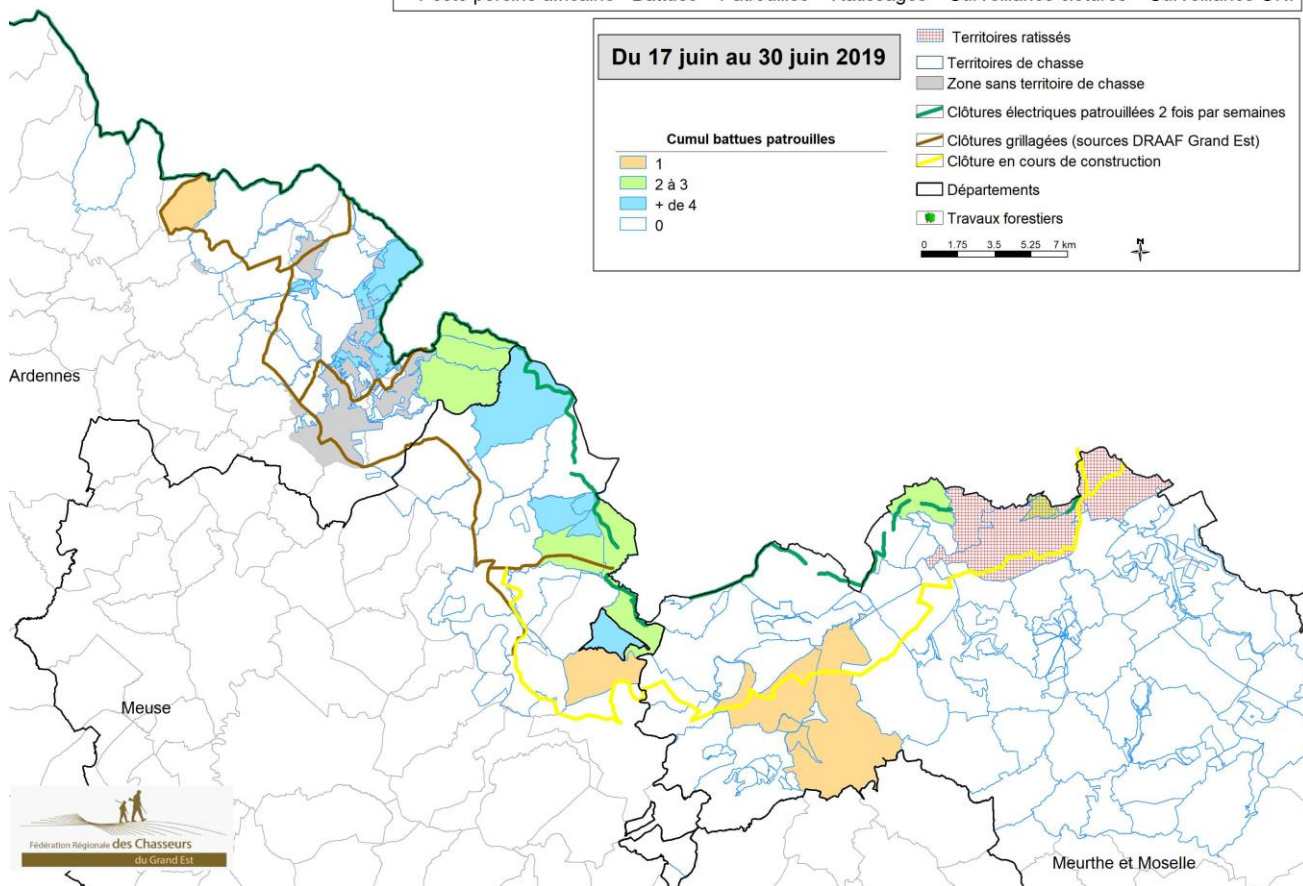 Du 17 juin au 30 juin 2019
Cumul battues patrouilles
1
2 à 3
+ de 4
0
Territoires ratissés
Territoires de chasse
Zone sans territoire de chasse
Clôtures électriques patrouillées 2 fois par semaines
Clôtures grillagées (sources DRAAF Grand Est)
Clôture en cours de construction
Départements
Travaux forestiers
0 1.75 3.5 5.25 7 km
N
Ardennes
Meuse
Meurthe et Moselle
Fédération Régionale des Chasseurs
du Grand Est